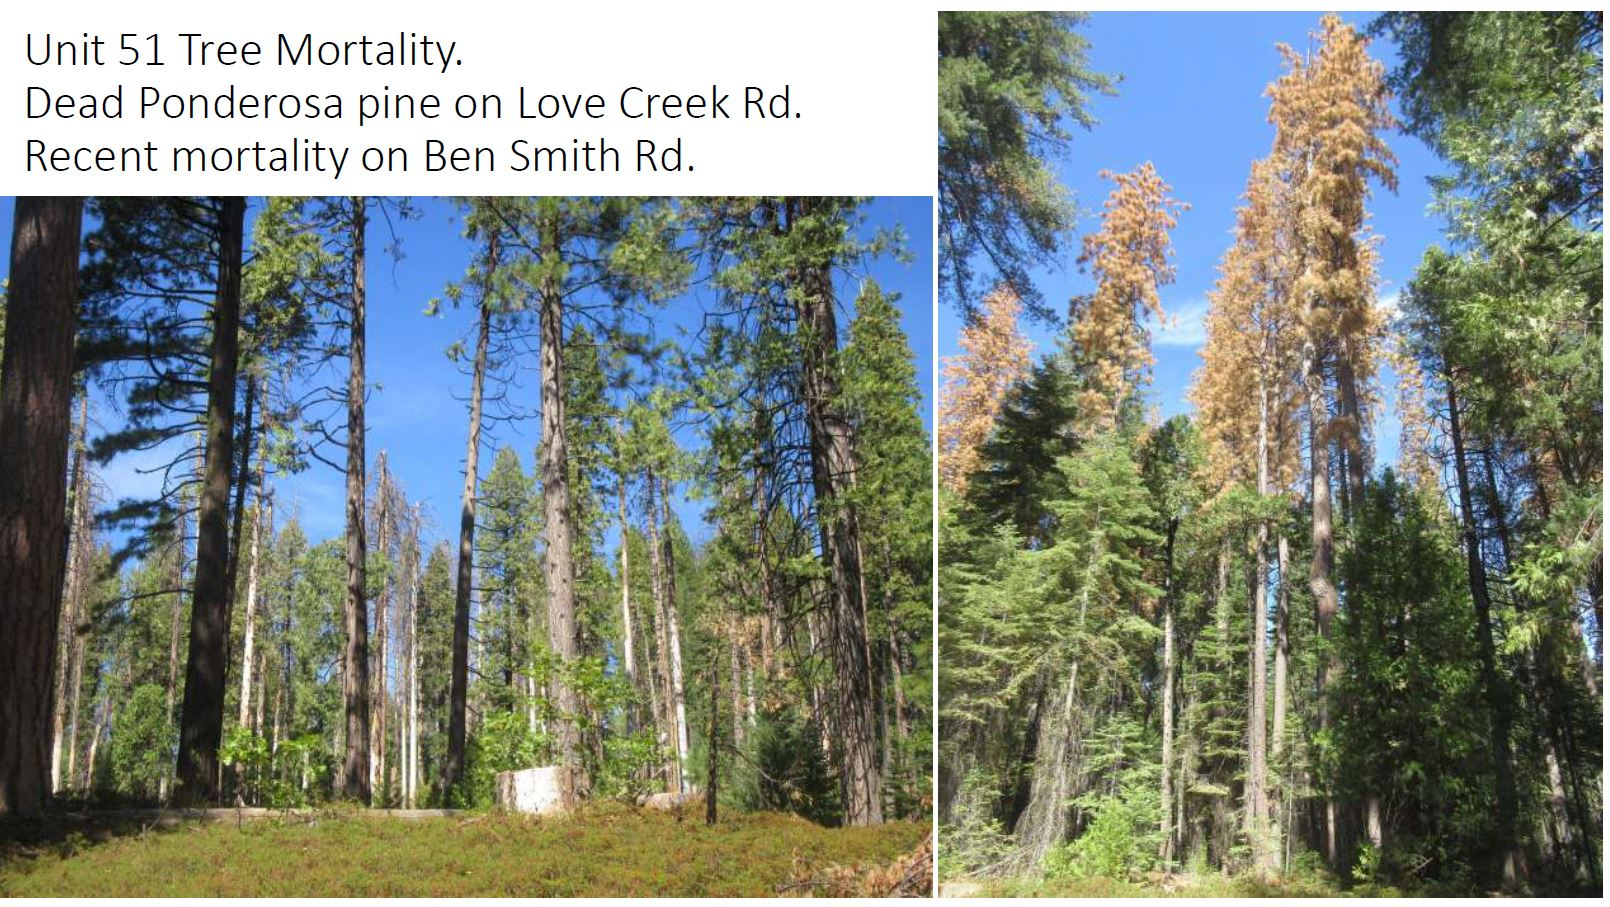 Unit 51 Tree Mortality.
Dead Ponderosa pine on Love Creek Rd.
Recent mortality on Ben Smith Rd.